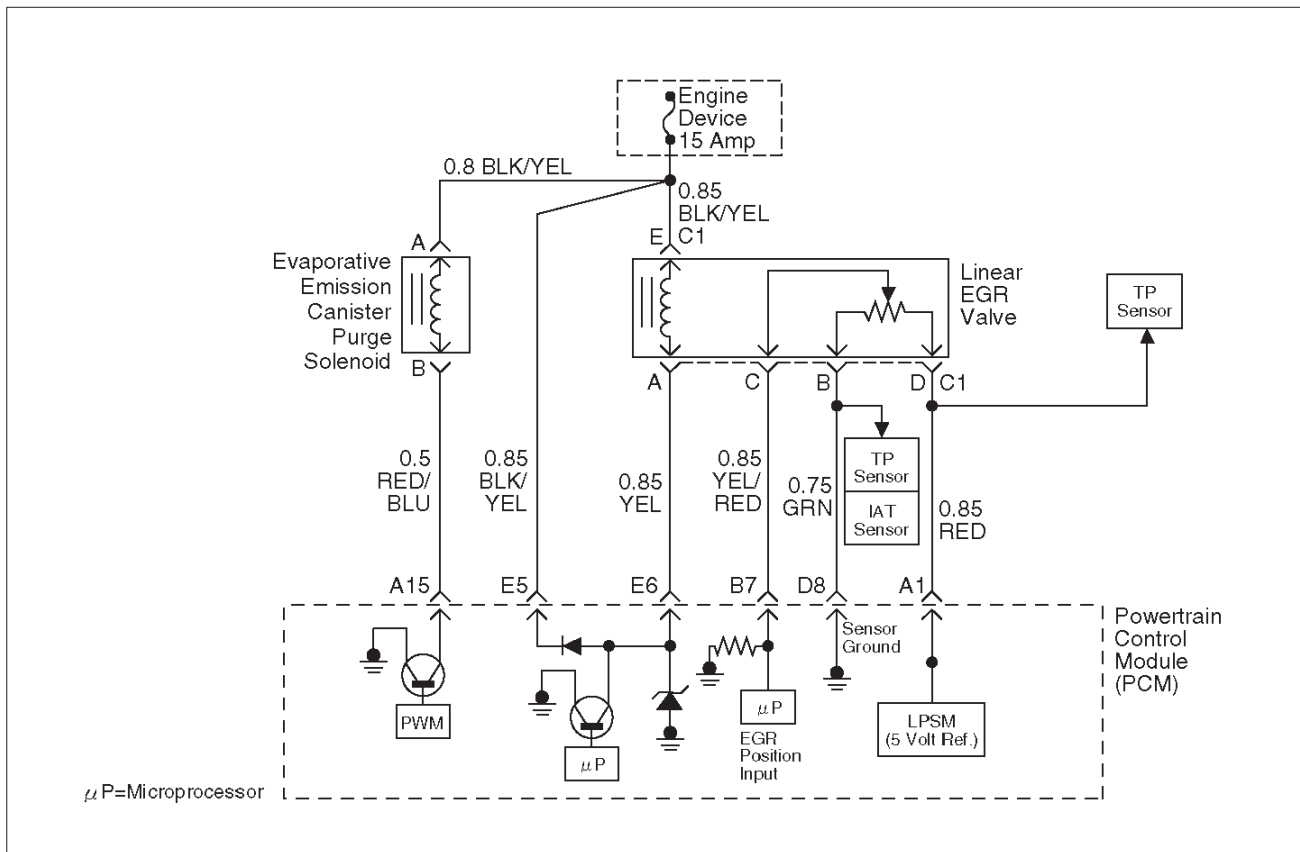 Engine
Device
15 Amp
0.8 BLK/YEL
0.85
BLK/YEL
A
E C1
Evaporative
Emission
Canister
Purge
Solenoid
Linear
EGR
Valve
TP
Sensor
B
A
C
B
D C1
0.5
RED/
BLU
0.85
BLK/
YEL
0.85
YEL
0.85
YEL/
RED
0.75
GRN
TP
Sensor
IAT
Sensor
0.85
RED
A15
E5
E6
B7
D8
A1
Powertrain
Control
Module
(PCM)
Sensor
Ground
PWM
μP
μP
EGR
Position
Input
LPSM
(5 Volt Ref.)
μP=Microprocessor